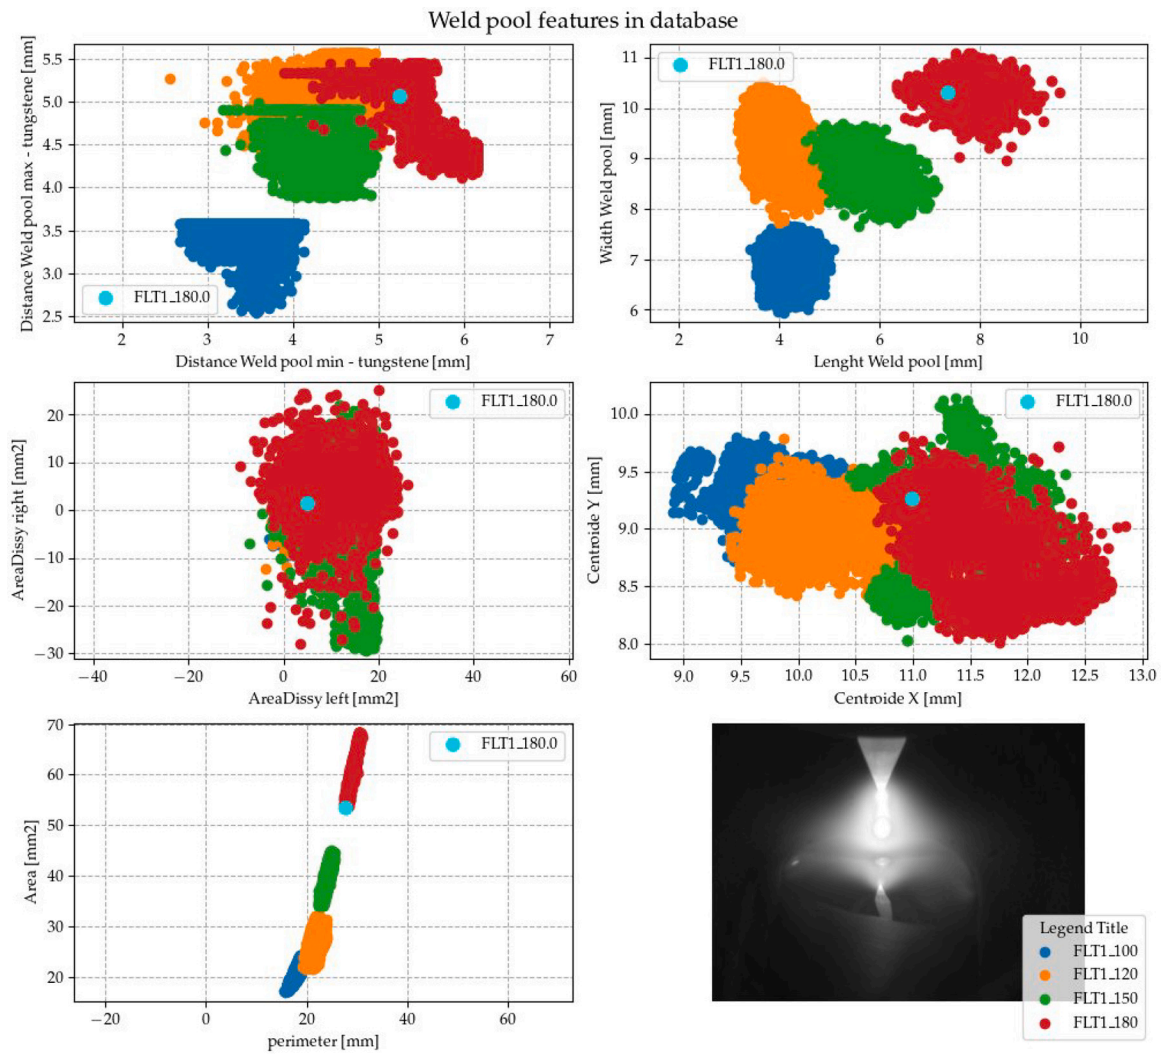 Weld pool features in database
Distance Weld pool max - tungstene [mm]
5.5
5.0
4.5
4.0
3.5
3.0
2.5
FLT1_180.0
2 3 4 5 6 7
Distance Weld pool min - tungstene [mm]
Width Weld pool [mm]
11
10
9
8
7
6
FLT1_180.0
2 4 6 8 10
Lenght Weld pool [mm]
AreaDissy right [mm2]
20
10
0
−10
−20
−30
FLT1_180.0
−40 −20 0 20 40 60
AreaDissy left [mm2]
Centroide Y [mm]
10.0
9.5
9.0
8.5
8.0
FLT1_180.0
9.0 9.5 10.0 10.5 11.0 11.5 12.0 12.5 13.0
Centroide X [mm]
Area [mm2]
70
60
50
40
30
20
FLT1_180.0
−20 0 20 40 60
perimeter [mm]
Legend Title
FLT1_100
FLT1_120
FLT1_150
FLT1_180